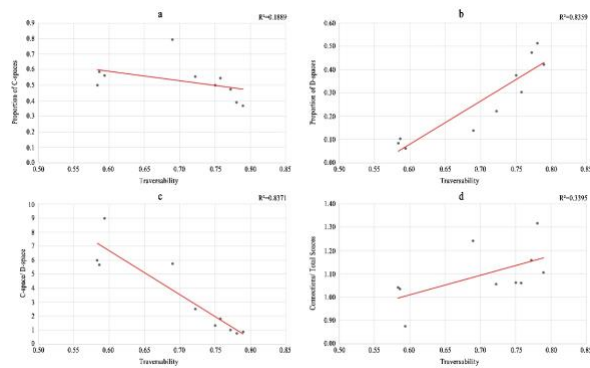 a
R²=0.1889
Proportion of C-spaces
0.9
0.8
0.7
0.6
0.5
0.4
0.3
0.2
0.1
0.0
0.50 0.55 0.60 0.65 0.70 0.75 0.80 0.85
Traversability
b
R²=0.8359
Proportion of D-spaces
0.60
0.50
0.40
0.30
0.20
0.10
0.00
0.50 0.55 0.60 0.65 0.70 0.75 0.80 0.85
Traversability
c
R²=0.8371
C-space/ D-space
10
9
8
7
6
5
4
3
2
1
0
0.50 0.55 0.60 0.65 0.70 0.75 0.80 0.85
Traversability
d
R²=0.3395
Connections/ Total Spaces
1.40
1.30
1.20
1.10
1.00
0.90
0.80
0.50 0.55 0.60 0.65 0.70 0.75 0.80 0.85
Traversability